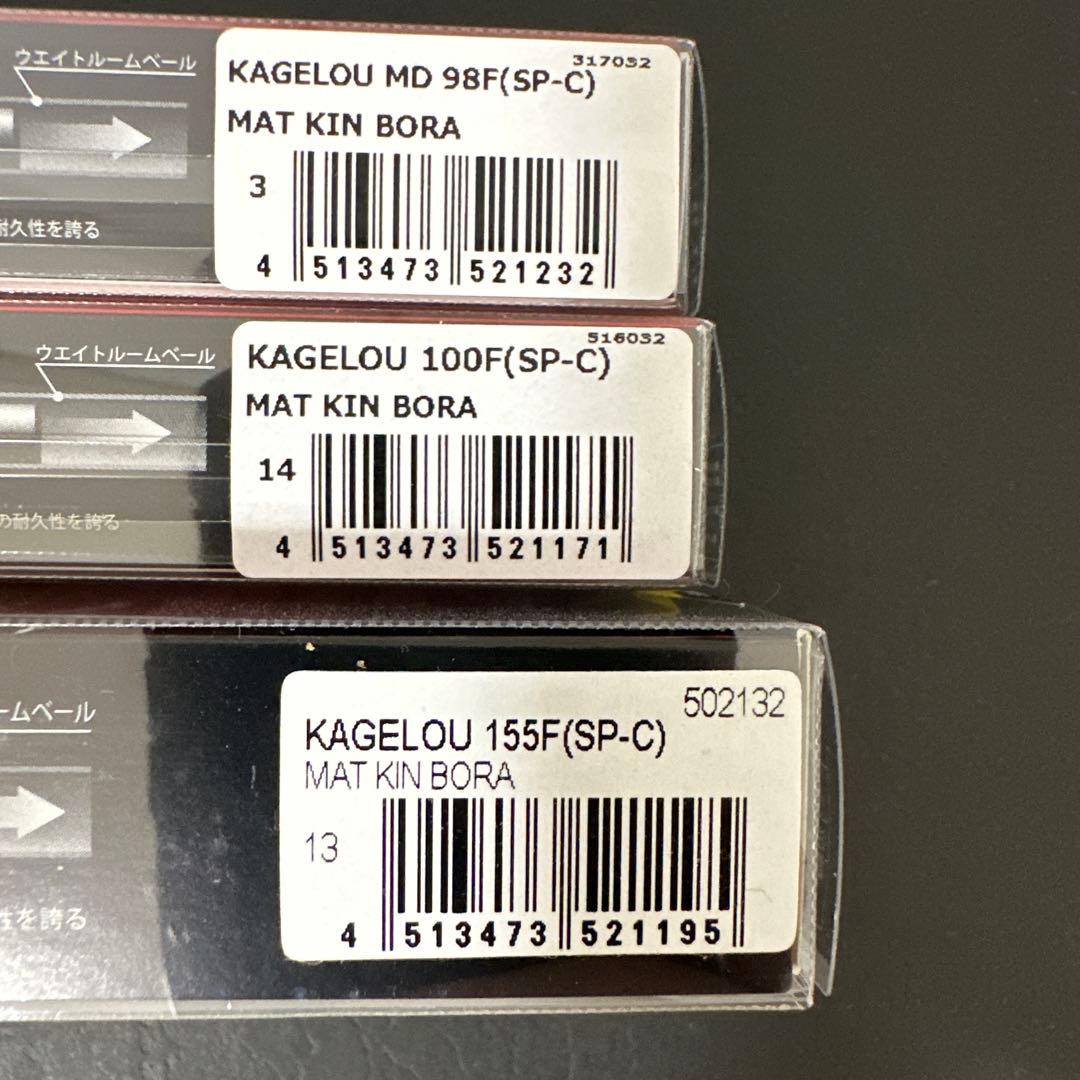 ウエイトルームベール
317032
KAGELOU MD 98F(SP-C)
MAT KIN BORA
3
4 513473 521232
耐久性を誇る
ウエイトルームベール
516032
KAGELOU 100F(SP-C)
MAT KIN BORA
14
4 513473 521171
の耐久性を誇る
ームベール
502132
KAGELOU 155F(SP-C)
MAT KIN BORA
13
4 513473 521195
性を誇る